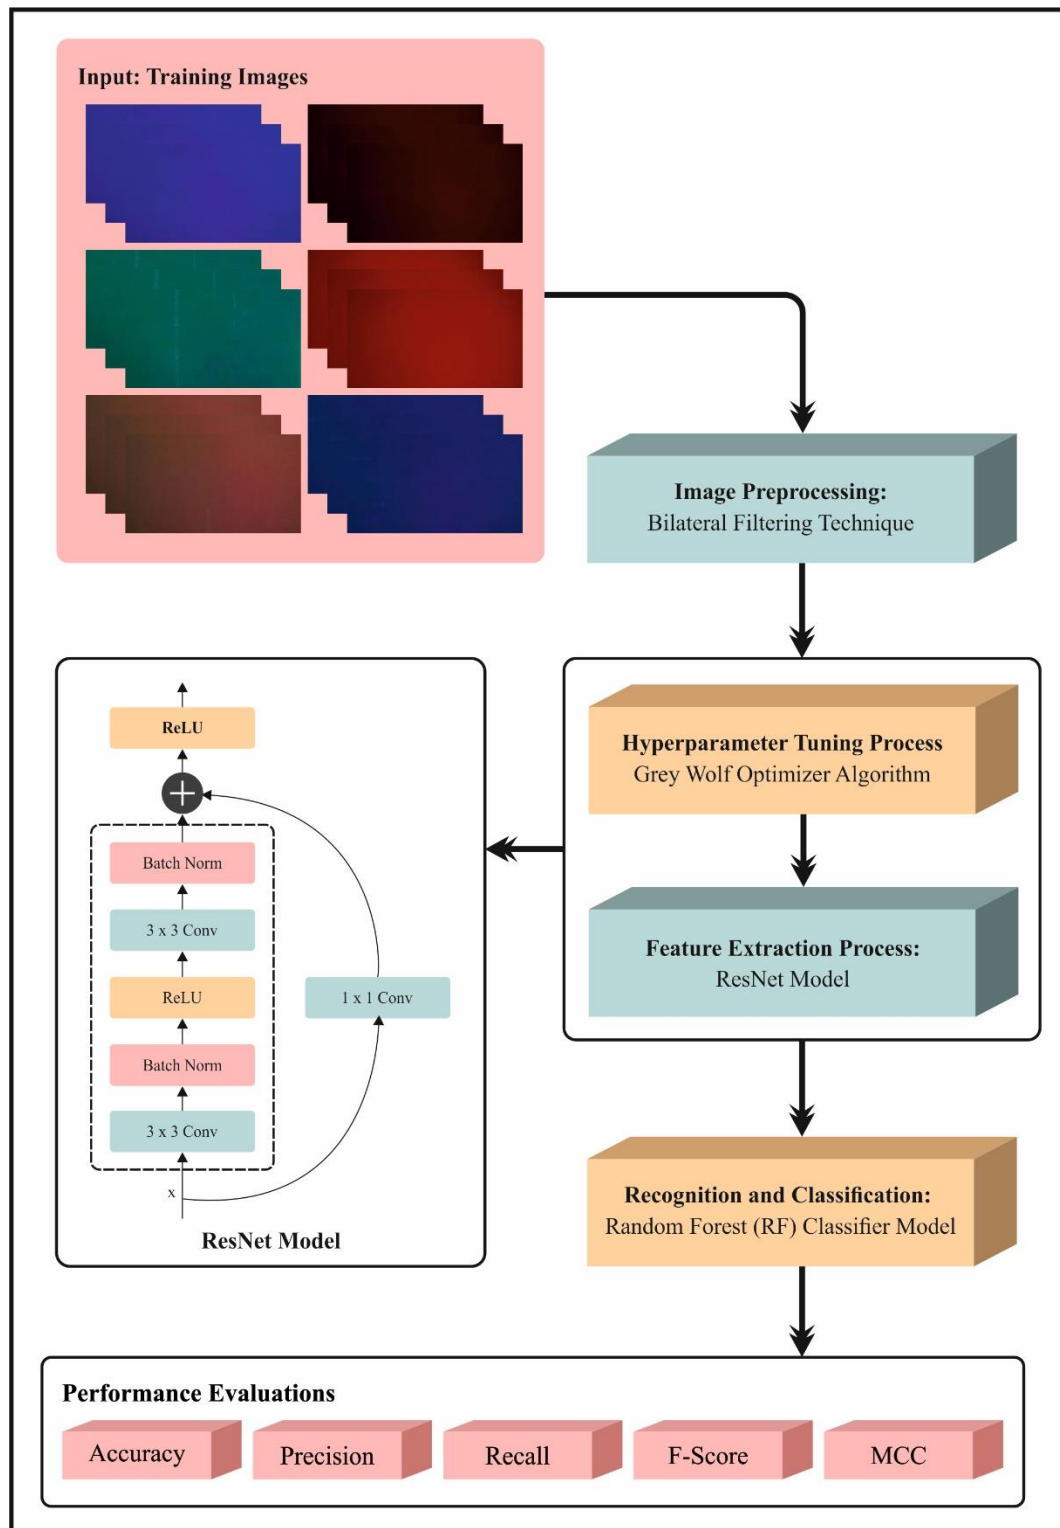 Input: Training Images
Image Preprocessing:
Bilateral Filtering Technique
Hyperparameter Tuning Process
Grey Wolf Optimizer Algorithm
Feature Extraction Process:
ResNet Model
ReLU
Batch Norm
3 x 3 Conv
ReLU
1 x 1 Conv
Batch Norm
3 x 3 Conv
x
ResNet Model
Recognition and Classification:
Random Forest (RF) Classifier Model
Performance Evaluations
Accuracy
Precision
Recall
F-Score
MCC